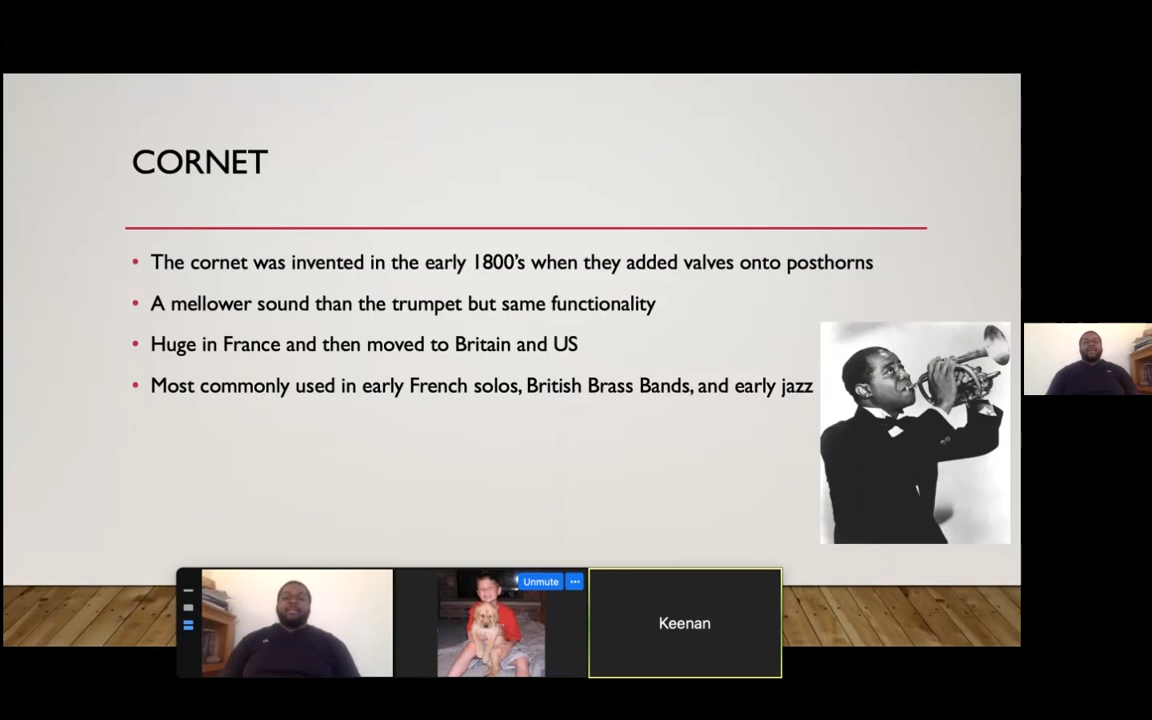 CORNET
• The cornet was invented in the early 1800's when they added valves onto posthorns
• A mellower sound than the trumpet but same functionality
• Huge in France and then moved to Britain and US
• Most commonly used in early French solos, British Brass Bands, and early jazz
Unmute
Keenan